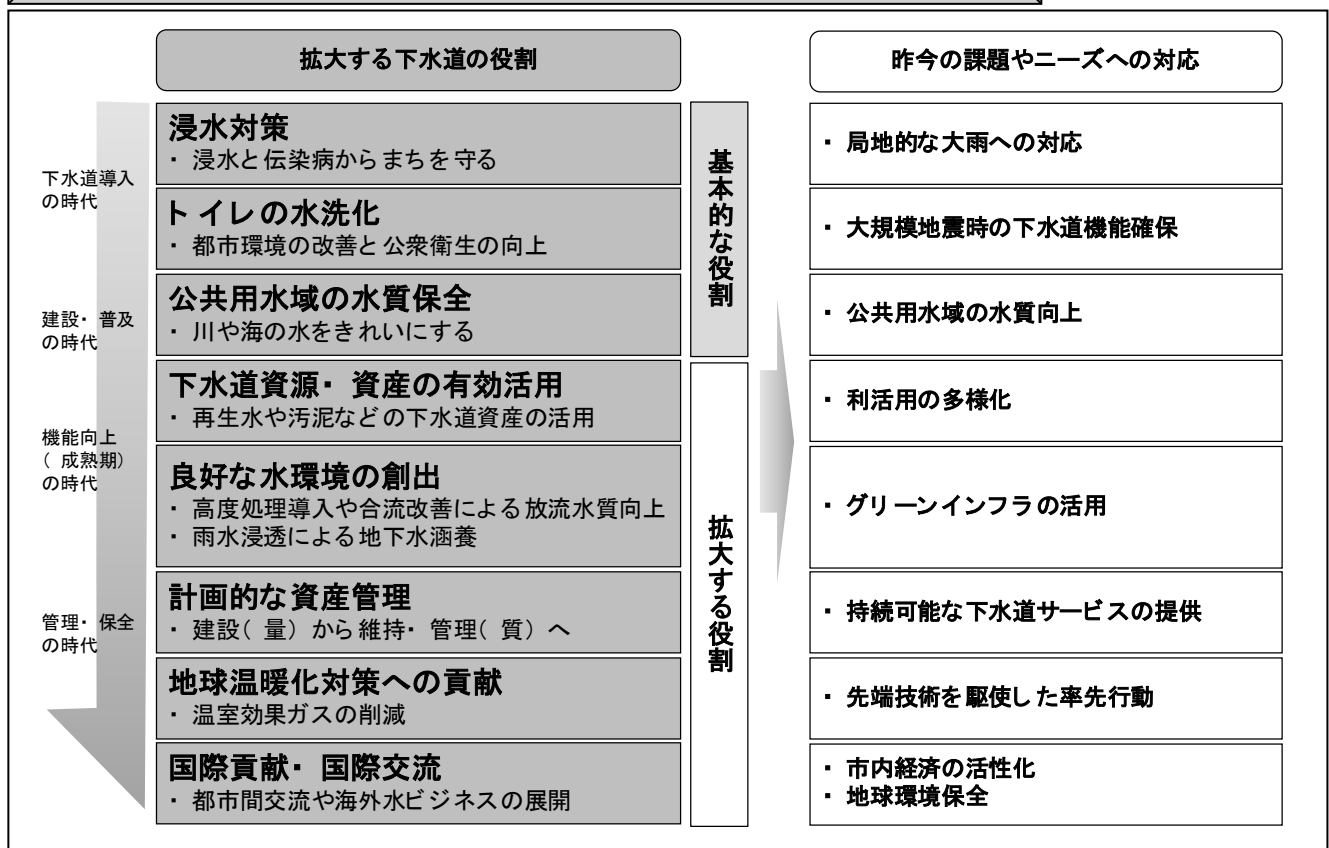 拡大する下水道の役割
昨今の課題やニーズへの対応
下水道導入
の時代
建設・普及
の時代
機能向上
(成熟期)
の時代
管理・保全
の時代
浸水対策
・ 浸水と伝染病からまちを守る
トイレの水洗化
・ 都市環境の改善と公衆衛生の向上
公共用水域の水質保全
・ 川や海の水をきれいにする
下水道資源・資産の有効活用
・ 再生水や汚泥などの下水道資産の活用
良好な水環境の創出
・ 高度処理導入や合流改善による放流水質向上
・ 雨水浸透による地下水涵養
計画的な資産管理
・ 建設(量)から維持・管理(質)へ
地球温暖化対策への貢献
・ 温室効果ガスの削減
国際貢献・国際交流
・ 都市間交流や海外水ビジネスの展開
基本的な役割
拡大する役割
・ 局地的な大雨への対応
・ 大規模地震時の下水道機能確保
・ 公共用水域の水質向上
・ 利活用の多様化
・ グリーンインフラの活用
・ 持続可能な下水道サービスの提供
・ 先端技術を駆使した率先行動
・ 市内経済の活性化
・ 地球環境保全